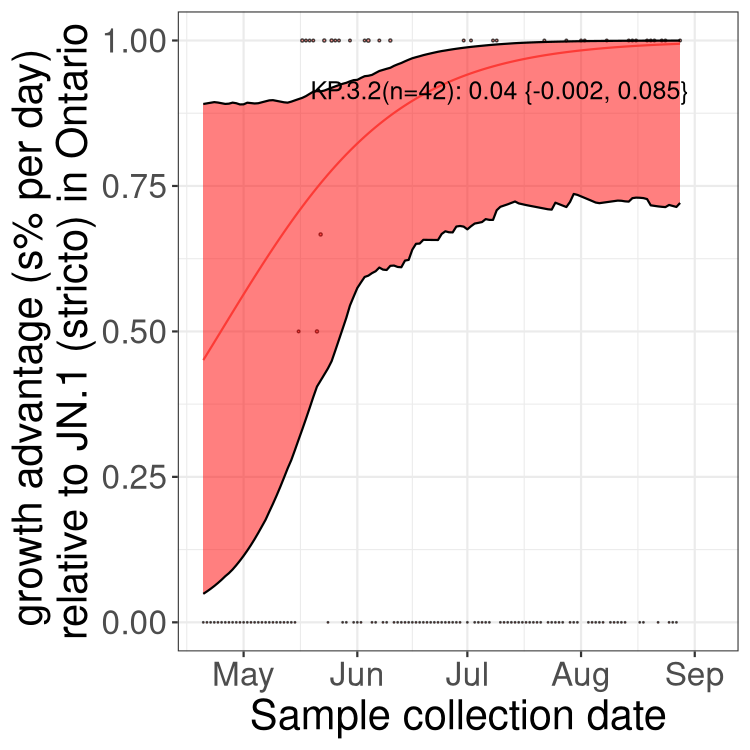 growth advantage (s% per day)
relative to JN.1 (stricto) in Ontario
1.00
0.75
0.50
0.25
0.00
KP.3.2(n=42): 0.04 {-0.002, 0.085}
May Jun Jul Aug Sep
Sample collection date